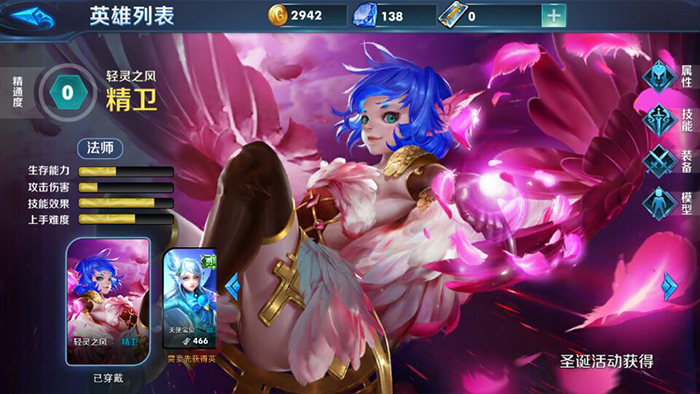 英雄列表
2942
138
0
精通度
0
轻灵之风
精卫
法师
生存能力
攻击伤害
技能效果
上手难度
属性
技能
装备
模型
轻灵之风 精卫
天使宝贝
466
需要先获得英
已穿戴
圣诞活动获得